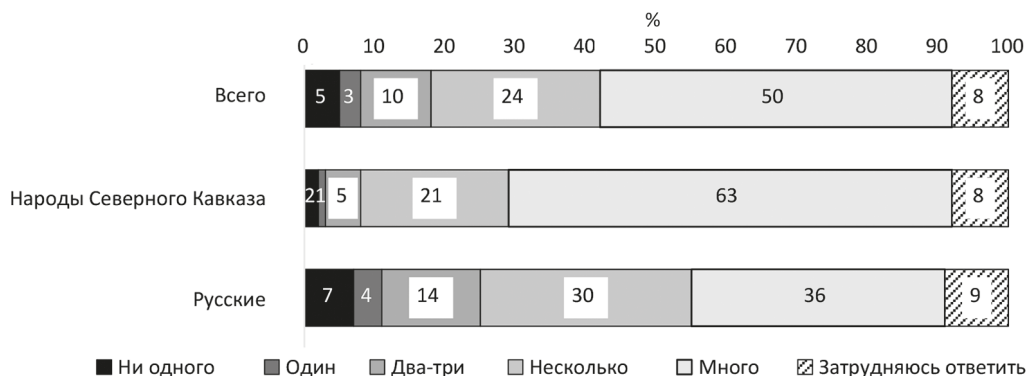 %
0 10 20 30 40 50 60 70 80 90 100
Всего 5 3 10 24 50 8
Народы Северного Кавказа 2 1 5 21 63 8
Русские 7 4 14 30 36 9
Ни одного Один Два-три Несколько Много Затрудняюсь ответить